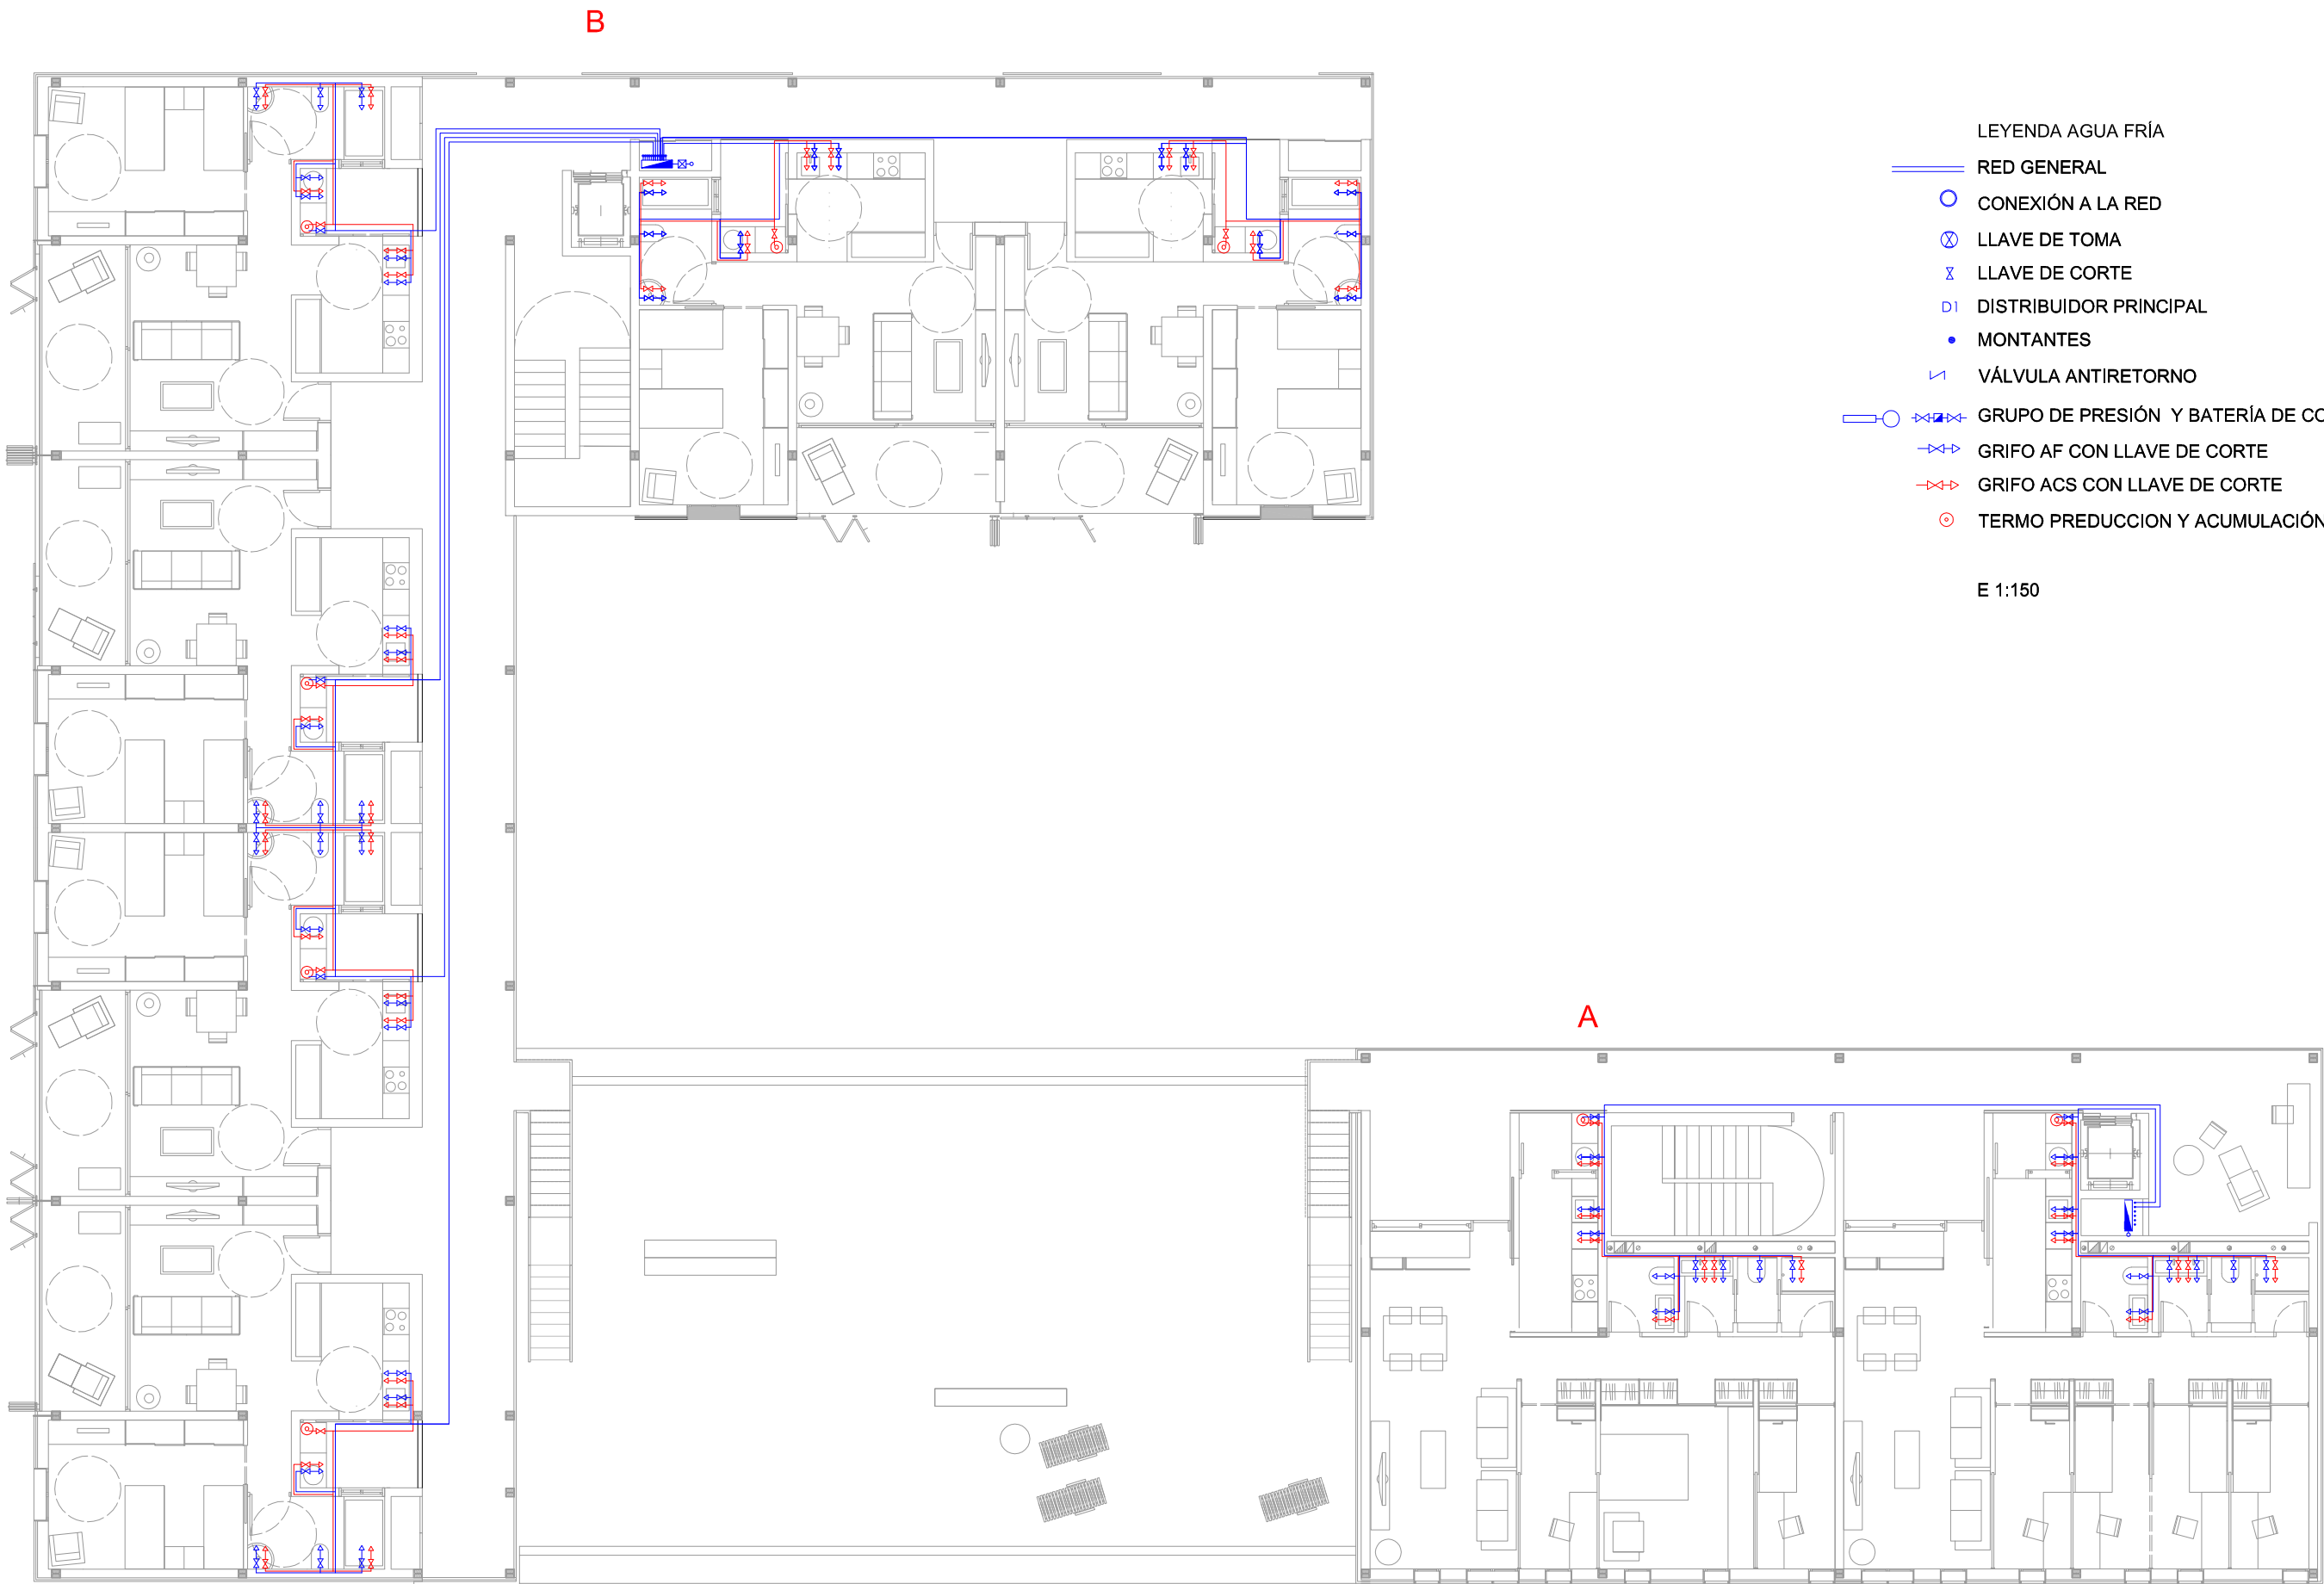 B
LEYENDA AGUA FRÍA
RED GENERAL
CONEXIÓN A LA RED
LLAVE DE TOMA
LLAVE DE CORTE
D1 DISTRIBUIDOR PRINCIPAL
MONTANTES
VÁLVULA ANTIRETORNO
GRUPO DE PRESIÓN Y BATERÍA DE CO
GRIFO AF CON LLAVE DE CORTE
GRIFO ACS CON LLAVE DE CORTE
TERMO PREDUCCION Y ACUMULACIÓN
E 1:150
A